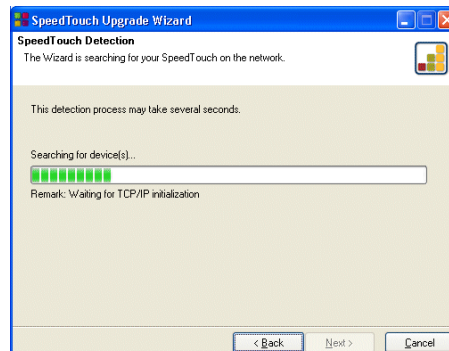 SpeedTouch Upgrade Wizard
SpeedTouch Detection
The Wizard is searching for your SpeedTouch on the network.
This detection process may take several seconds.
Searching for device(s)...
Remark: Waiting for TCP/IP initialization
< Back Next > Cancel